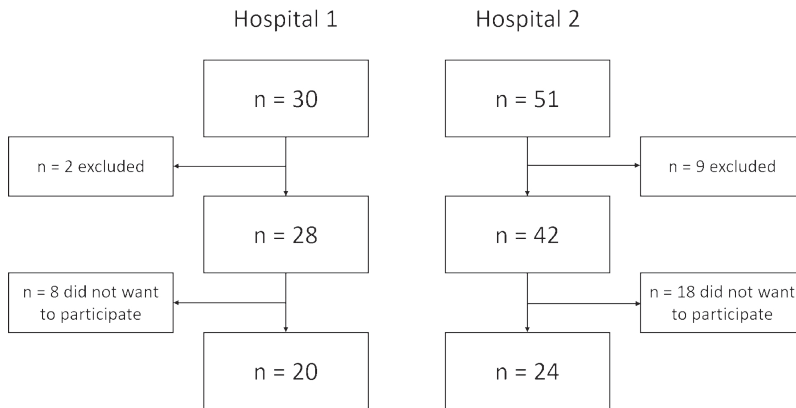 Hospital 1
Hospital 2
n = 30
n = 51
n = 2 excluded
n = 9 excluded
n = 28
n = 42
n = 8 did not want
to participate
n = 18 did not want
to participate
n = 20
n = 24